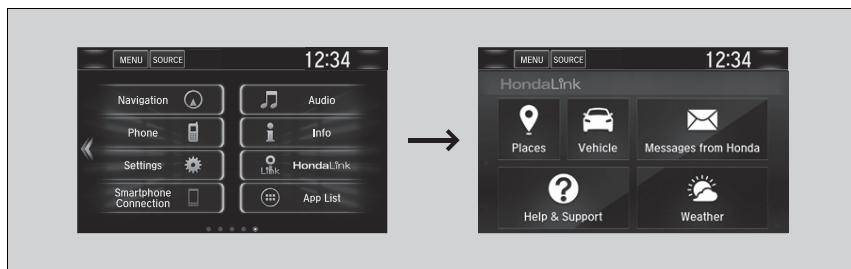 MENU SOURCE 12:34
Navigation
Audio
Phone
Info
Settings
Link
HondaLink
Smartphone
Connection
App List
MENU SOURCE 12:34
HondaLink
Places
Vehicle
Messages from Honda
Help & Support
Weather